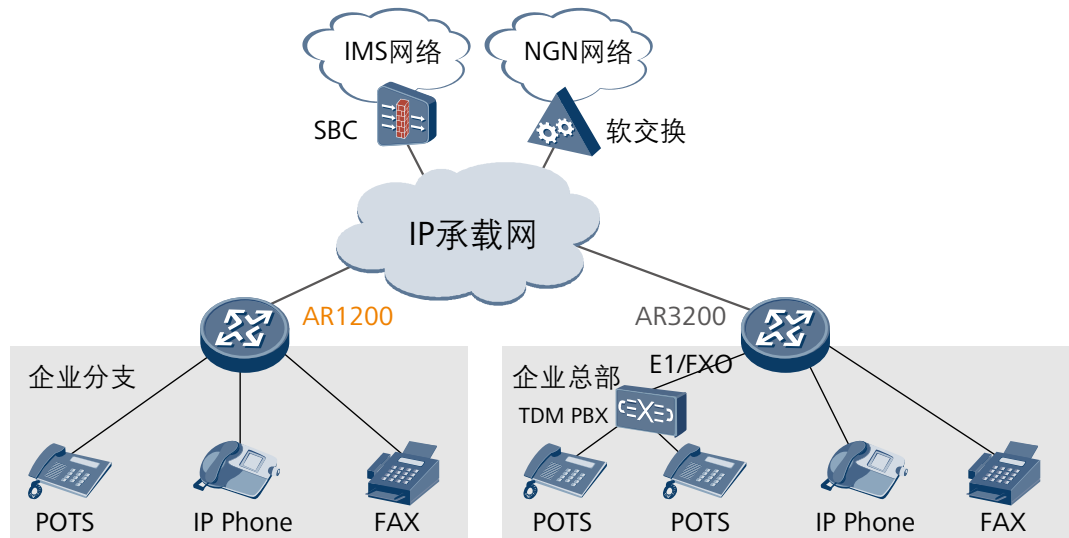 IMS网络
NGN网络
SBC
软交换
IP承载网
AR1200
AR3200
企业分支
企业总部
E1/FXO
TDM PBX
POTS
IP Phone
FAX
POTS
POTS
IP Phone
FAX